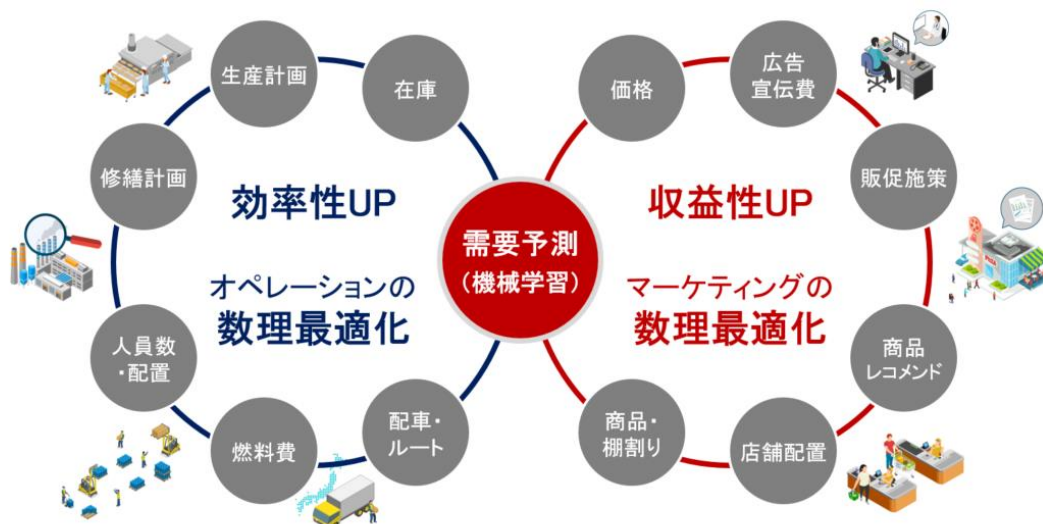 生産計画
在庫
修繕計画
効率性UP
オペレーションの
数理最適化
人員数
・配置
燃料費
配車・
ルート
需要予測
(機械学習)
価格
広告
宣伝費
販促施策
収益性UP
マーケティングの
数理最適化
商品
レコメンド
商品・
棚割り
店舗配置
PIZZA